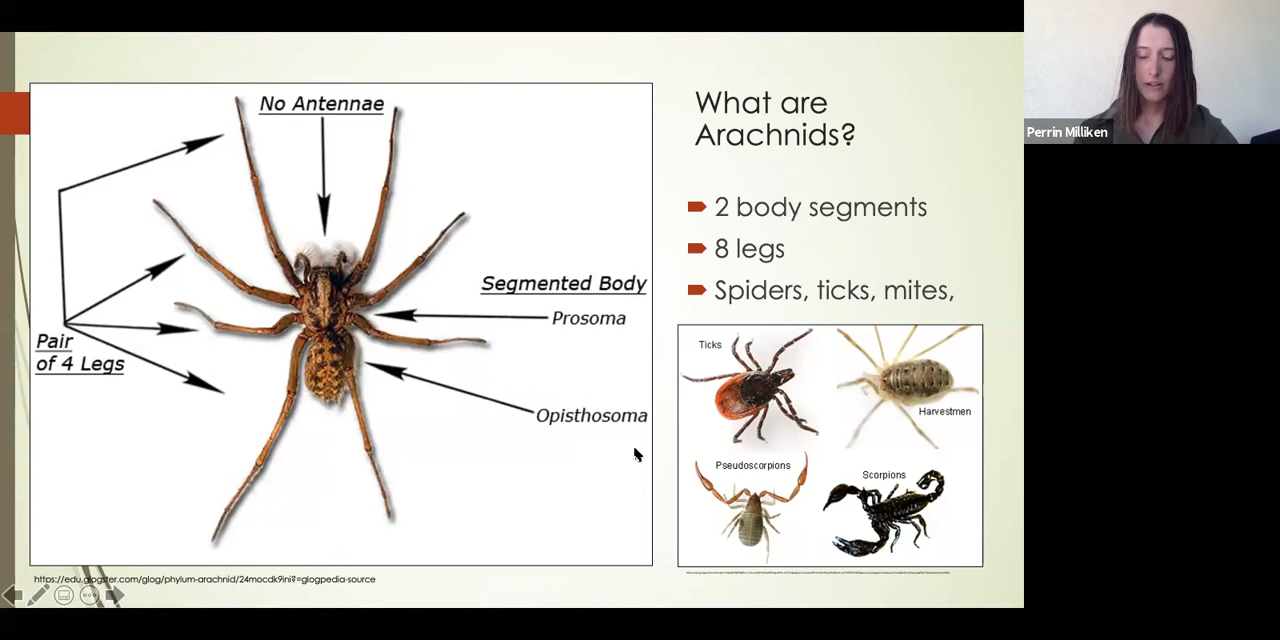 No Antennae
Segmented Body
Prosoma
Pair
of 4 Legs
Opisthosoma
https://edu.glogster.com/glog/phylum-arachnid/24mocdk9ini?=glogpedia-source
What are
Arachnids?
2 body segments
8 legs
Spiders, ticks, mites,
Ticks
Harvestmen
Pseudoscorpions
Scorpions
Perrin Milliken